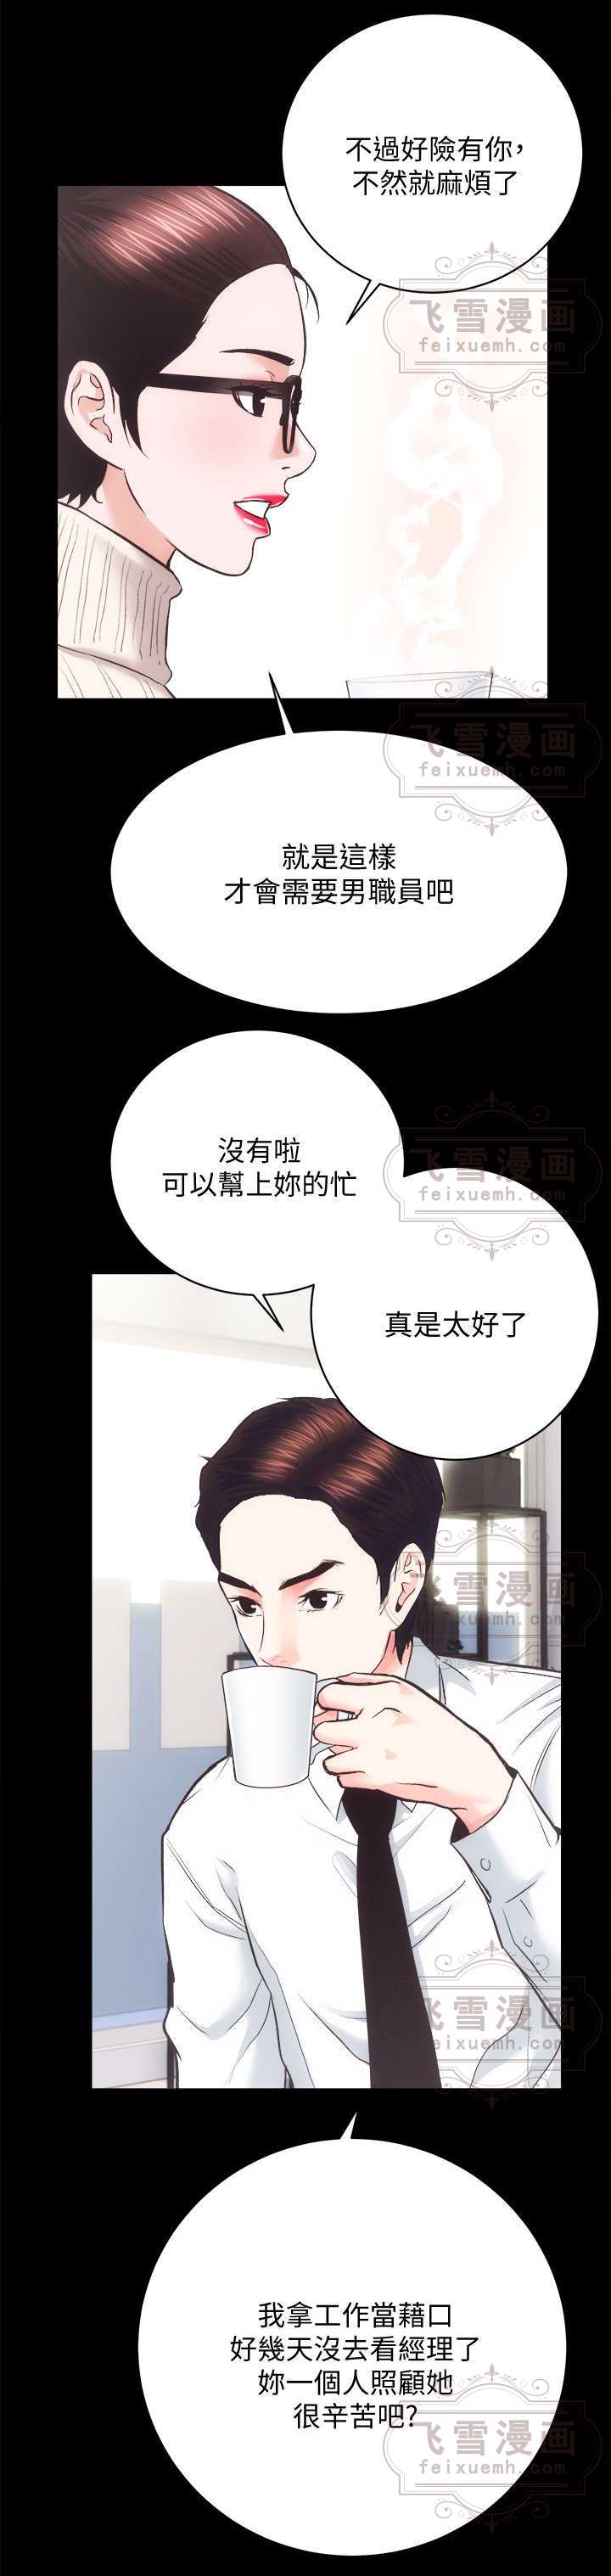 不過好險有你，
不然就麻煩了
飞雪漫画
feixuemh.com
飞雪漫画
feixuemh.com
就是這樣
才會需要男職員吧
沒有啦
可以幫上妳的忙
飞雪漫画
feixuemh.com
真是太好了
飞雪漫画
feixuemh.com
飞雪漫画
feixuemh.com
我拿工作當藉口
好幾天沒去看經理了
妳一個人照顧她
很辛苦吧?
飞雪漫画
feixuemh.com